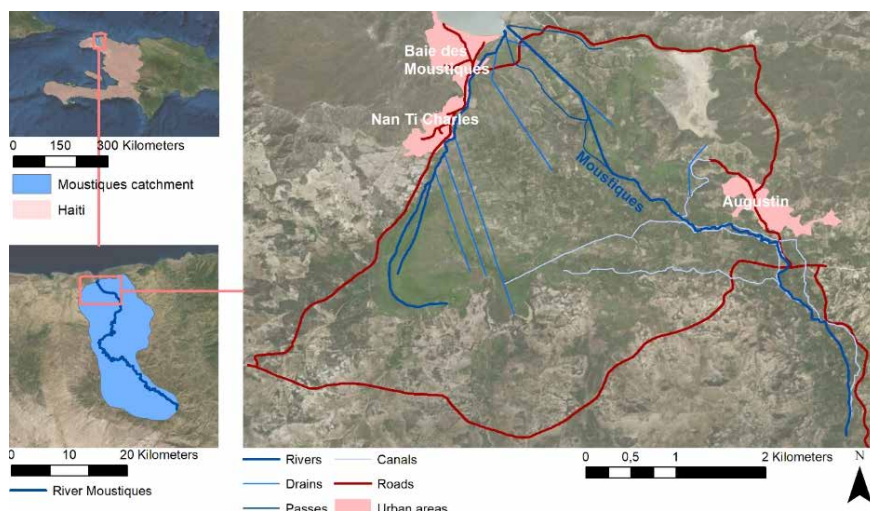 0 150 300 Kilometers
Moustiques catchment
Haiti
0 10 20 Kilometers
River Moustiques
Baie des
Moustiques
Nan Ti Charles
Moustiques
Augustin
Rivers
Drains
Passes
Canals
Roads
Urban areas
0 0,5 1 2 Kilometers
N